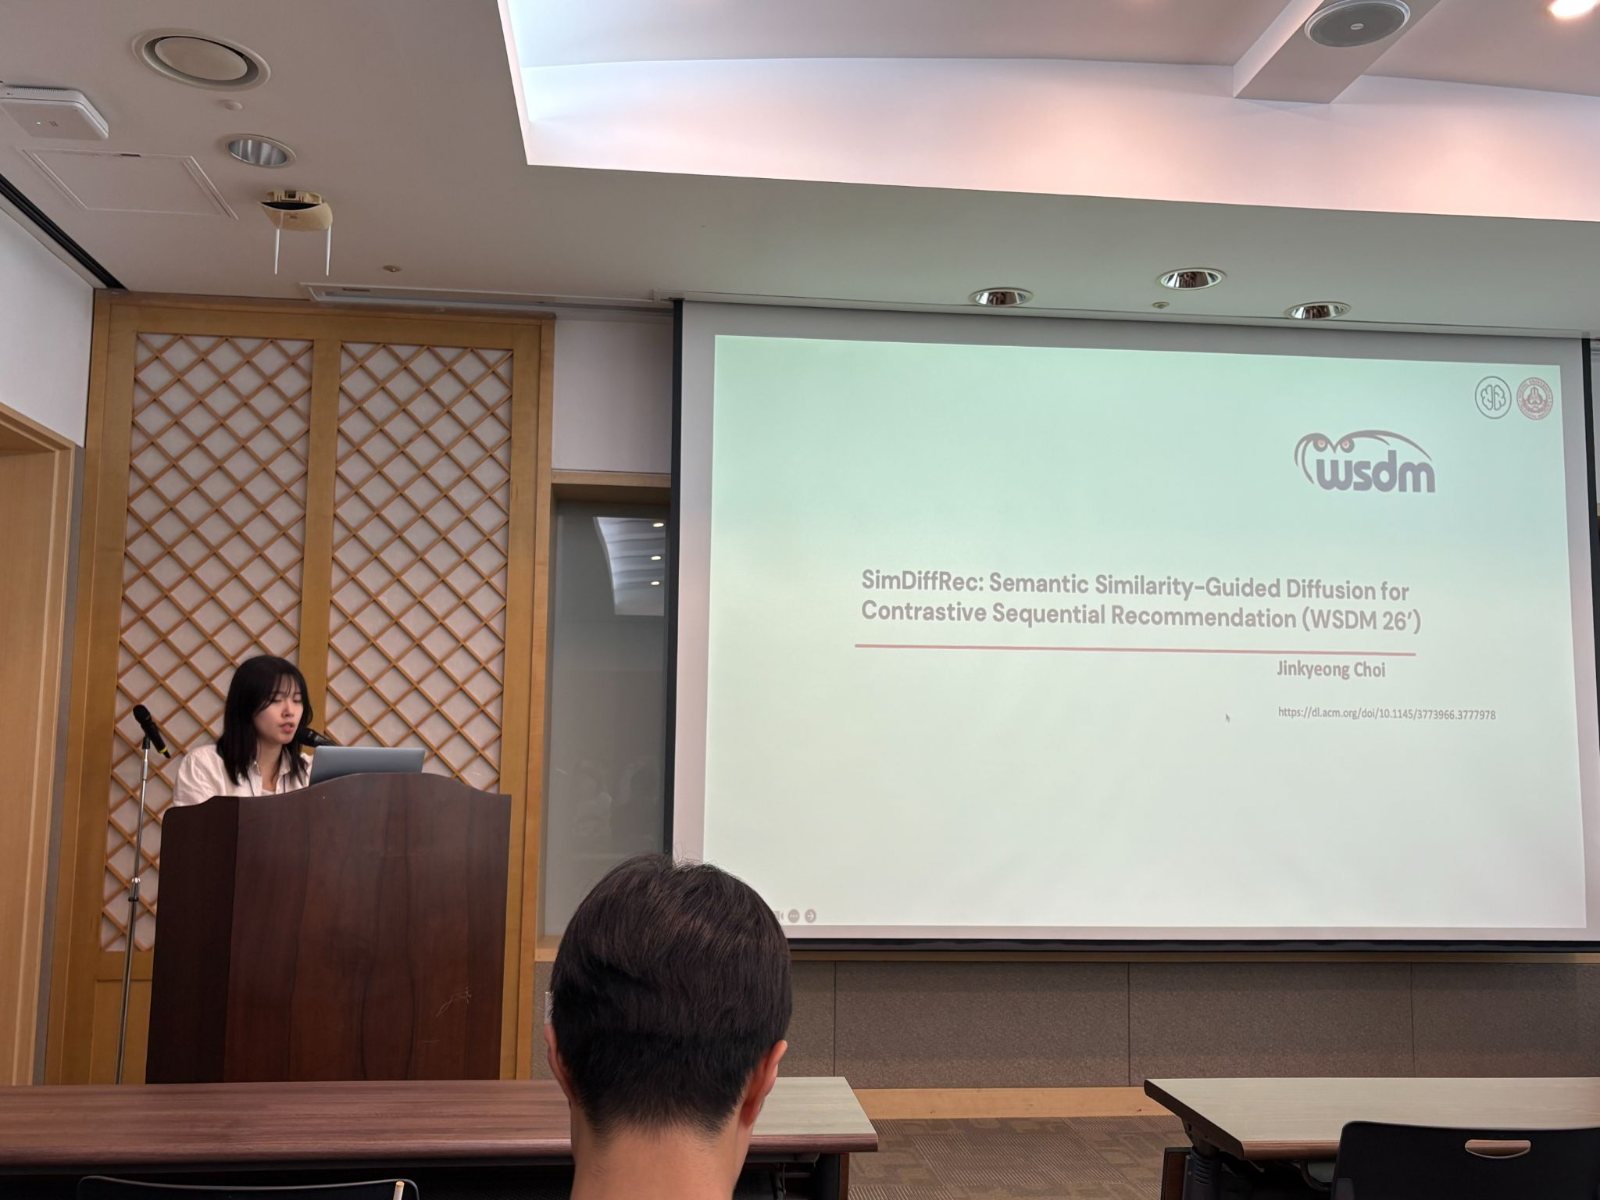 wsdm
SimDiffRec: Semantic Similarity-Guided Diffusion for
Contrastive Sequential Recommendation (WSDM 26’)
Jinkyeong Choi
https://dl.acm.org/doi/10.1145/3773966.3777978